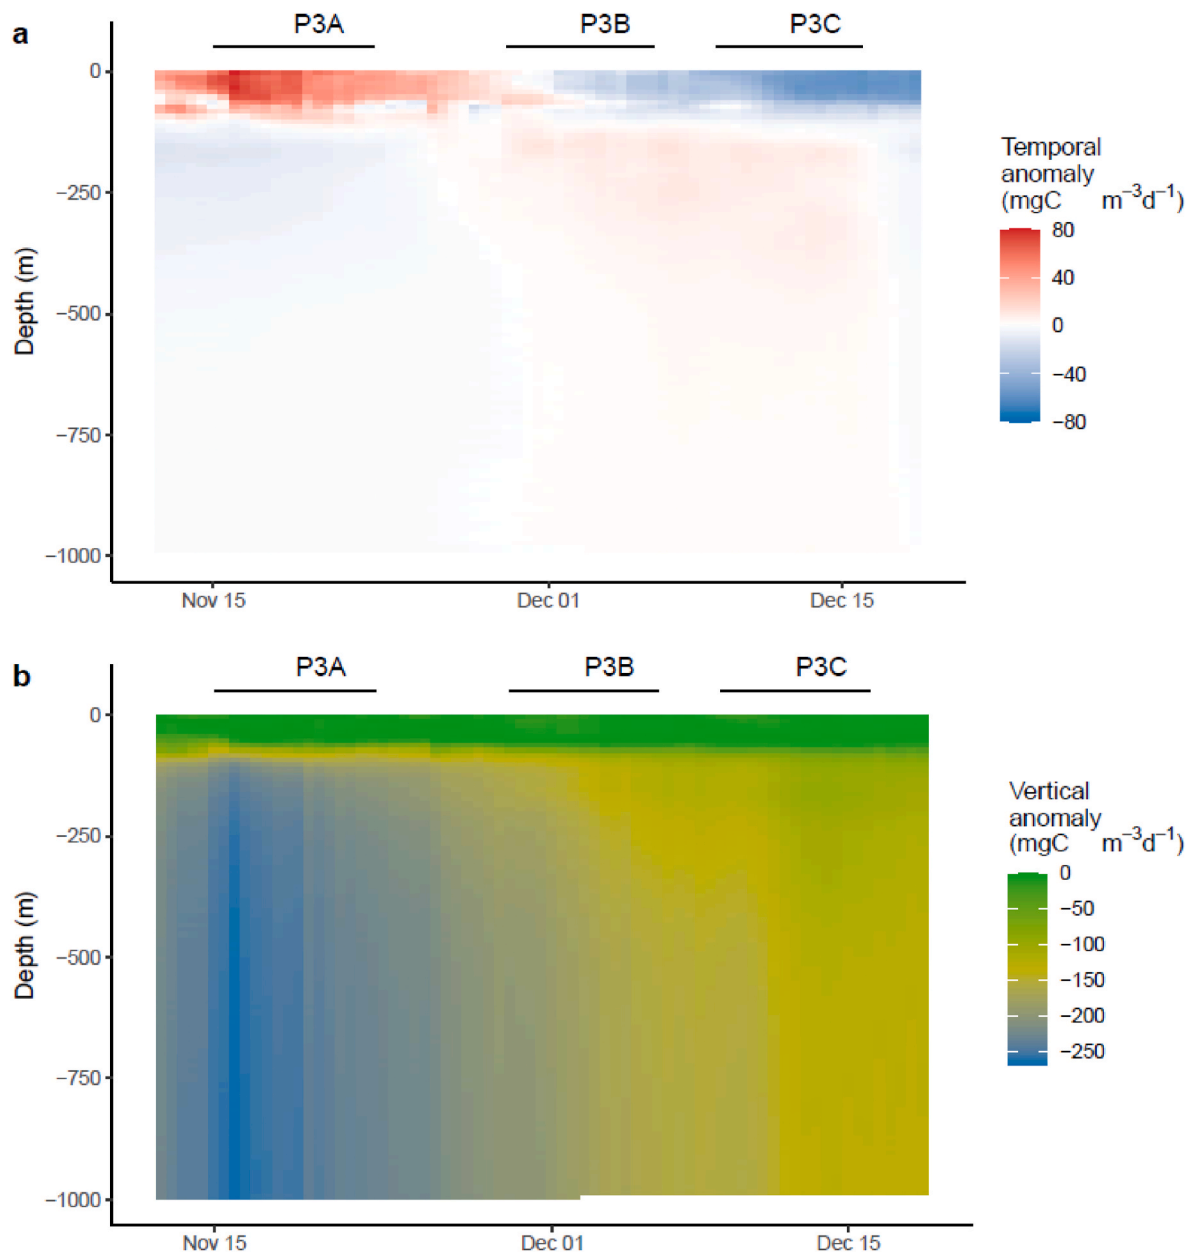 a
P3A P3B P3C
0
−250
−500
−750
−1000
Depth (m)
Nov 15 Dec 01 Dec 15
Temporal
anomaly
(mgC m⁻³d⁻¹)
80
40
0
−40
−80
b
P3A P3B P3C
0
−250
−500
−750
−1000
Depth (m)
Nov 15 Dec 01 Dec 15
Vertical
anomaly
(mgC m⁻³d⁻¹)
0
−50
−100
−150
−200
−250